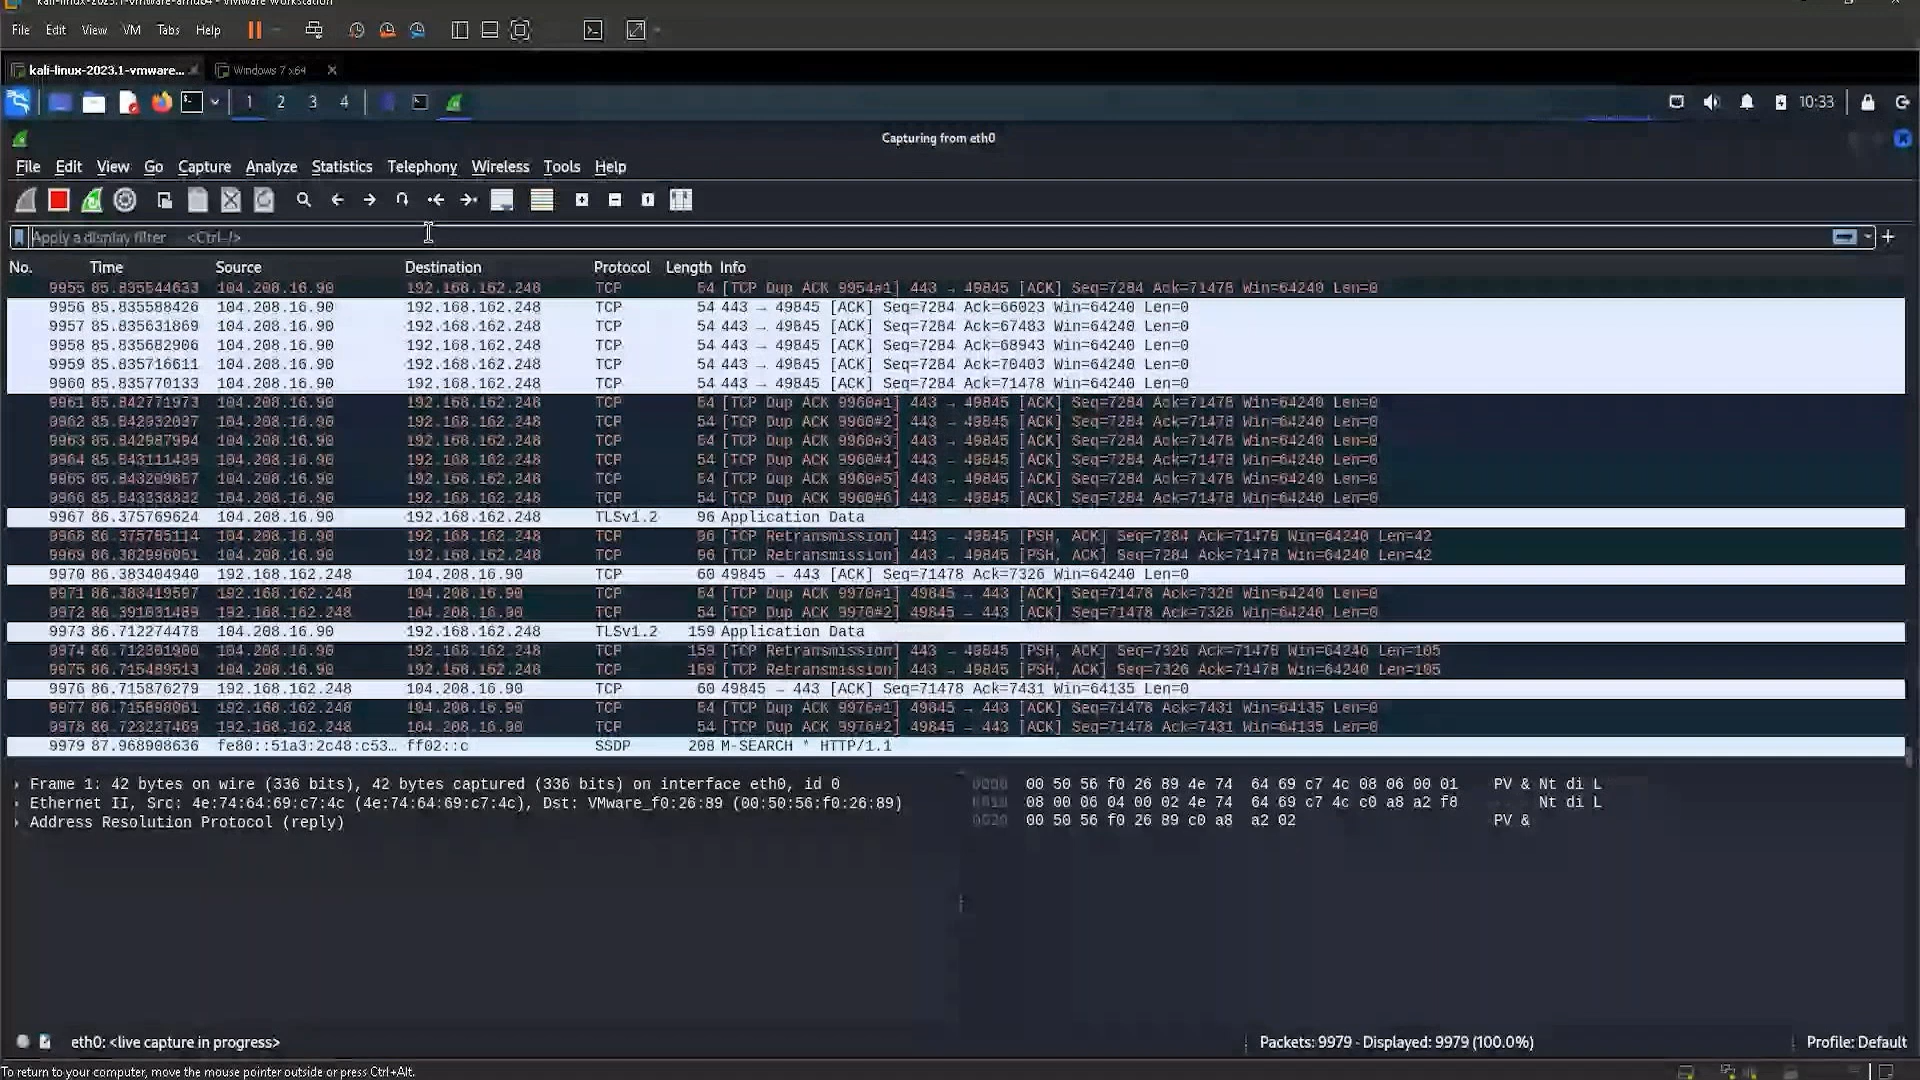 kali-linux-2023.1-vmware-amd64 - VMware Workstation
File Edit View VM Tabs Help
kali-linux-2023.1-vmware... Windows 7 x64
1 2 3 4 10:33
Capturing from eth0
File Edit View Go Capture Analyze Statistics Telephony Wireless Tools Help
Apply a display filter <Ctrl-/>
No. Time Source Destination Protocol Length Info
9955 85.835544633 104.208.16.90 192.168.162.248 TCP 54 [TCP Dup ACK 9954#1] 443 → 49845 [ACK] Seq=7284 Ack=71478 Win=64240 Len=0
9956 85.835588426 104.208.16.90 192.168.162.248 TCP 54 443 → 49845 [ACK] Seq=7284 Ack=66023 Win=64240 Len=0
9957 85.835631869 104.208.16.90 192.168.162.248 TCP 54 443 → 49845 [ACK] Seq=7284 Ack=67483 Win=64240 Len=0
9958 85.835682906 104.208.16.90 192.168.162.248 TCP 54 443 → 49845 [ACK] Seq=7284 Ack=68943 Win=64240 Len=0
9959 85.835716611 104.208.16.90 192.168.162.248 TCP 54 443 → 49845 [ACK] Seq=7284 Ack=70403 Win=64240 Len=0
9960 85.835770133 104.208.16.90 192.168.162.248 TCP 54 443 → 49845 [ACK] Seq=7284 Ack=71478 Win=64240 Len=0
9961 85.842771973 104.208.16.90 192.168.162.248 TCP 54 [TCP Dup ACK 9960#1] 443 → 49845 [ACK] Seq=7284 Ack=71478 Win=64240 Len=0
9962 85.842932037 104.208.16.90 192.168.162.248 TCP 54 [TCP Dup ACK 9960#2] 443 → 49845 [ACK] Seq=7284 Ack=71478 Win=64240 Len=0
9963 85.842987994 104.208.16.90 192.168.162.248 TCP 54 [TCP Dup ACK 9960#3] 443 → 49845 [ACK] Seq=7284 Ack=71478 Win=64240 Len=0
9964 85.843111439 104.208.16.90 192.168.162.248 TCP 54 [TCP Dup ACK 9960#4] 443 → 49845 [ACK] Seq=7284 Ack=71478 Win=64240 Len=0
9965 85.843209657 104.208.16.90 192.168.162.248 TCP 54 [TCP Dup ACK 9960#5] 443 → 49845 [ACK] Seq=7284 Ack=71478 Win=64240 Len=0
9966 85.843338832 104.208.16.90 192.168.162.248 TCP 54 [TCP Dup ACK 9960#6] 443 → 49845 [ACK] Seq=7284 Ack=71478 Win=64240 Len=0
9967 86.375769624 104.208.16.90 192.168.162.248 TLSv1.2 96 Application Data
9968 86.375785114 104.208.16.90 192.168.162.248 TCP 96 [TCP Retransmission] 443 → 49845 [PSH, ACK] Seq=7284 Ack=71478 Win=64240 Len=42
9969 86.382996051 104.208.16.90 192.168.162.248 TCP 96 [TCP Retransmission] 443 → 49845 [PSH, ACK] Seq=7284 Ack=71478 Win=64240 Len=42
9970 86.383404940 192.168.162.248 104.208.16.90 TCP 60 49845 → 443 [ACK] Seq=71478 Ack=7326 Win=64240 Len=0
9971 86.383419597 192.168.162.248 104.208.16.90 TCP 54 [TCP Dup ACK 9970#1] 49845 → 443 [ACK] Seq=71478 Ack=7326 Win=64240 Len=0
9972 86.391031489 192.168.162.248 104.208.16.90 TCP 54 [TCP Dup ACK 9970#2] 49845 → 443 [ACK] Seq=71478 Ack=7326 Win=64240 Len=0
9973 86.712274478 104.208.16.90 192.168.162.248 TLSv1.2 159 Application Data
9974 86.712301900 104.208.16.90 192.168.162.248 TCP 159 [TCP Retransmission] 443 → 49845 [PSH, ACK] Seq=7326 Ack=71478 Win=64240 Len=105
9975 86.715489513 104.208.16.90 192.168.162.248 TCP 159 [TCP Retransmission] 443 → 49845 [PSH, ACK] Seq=7326 Ack=71478 Win=64240 Len=105
9976 86.715876279 192.168.162.248 104.208.16.90 TCP 60 49845 → 443 [ACK] Seq=71478 Ack=7431 Win=64135 Len=0
9977 86.715898061 192.168.162.248 104.208.16.90 TCP 54 [TCP Dup ACK 9976#1] 49845 → 443 [ACK] Seq=71478 Ack=7431 Win=64135 Len=0
9978 86.723227469 192.168.162.248 104.208.16.90 TCP 54 [TCP Dup ACK 9976#2] 49845 → 443 [ACK] Seq=71478 Ack=7431 Win=64135 Len=0
9979 87.968908636 fe80::51a3:2c48:c53… ff02::c SSDP 208 M-SEARCH * HTTP/1.1
Frame 1: 42 bytes on wire (336 bits), 42 bytes captured (336 bits) on interface eth0, id 0
Ethernet II, Src: 4e:74:64:69:c7:4c (4e:74:64:69:c7:4c), Dst: VMware_f0:26:89 (00:50:56:f0:26:89)
Address Resolution Protocol (reply)
0000 00 50 56 f0 26 89 4e 74 64 69 c7 4c 08 06 00 01 PV & Nt di L
0010 08 00 06 04 00 02 4e 74 64 69 c7 4c c0 a8 a2 f8 Nt di L
0020 00 50 56 f0 26 89 c0 a8 a2 02 PV &
eth0: <live capture in progress> Packets: 9979 · Displayed: 9979 (100.0%) Profile: Default
To return to your computer, move the mouse pointer outside or press Ctrl+Alt.